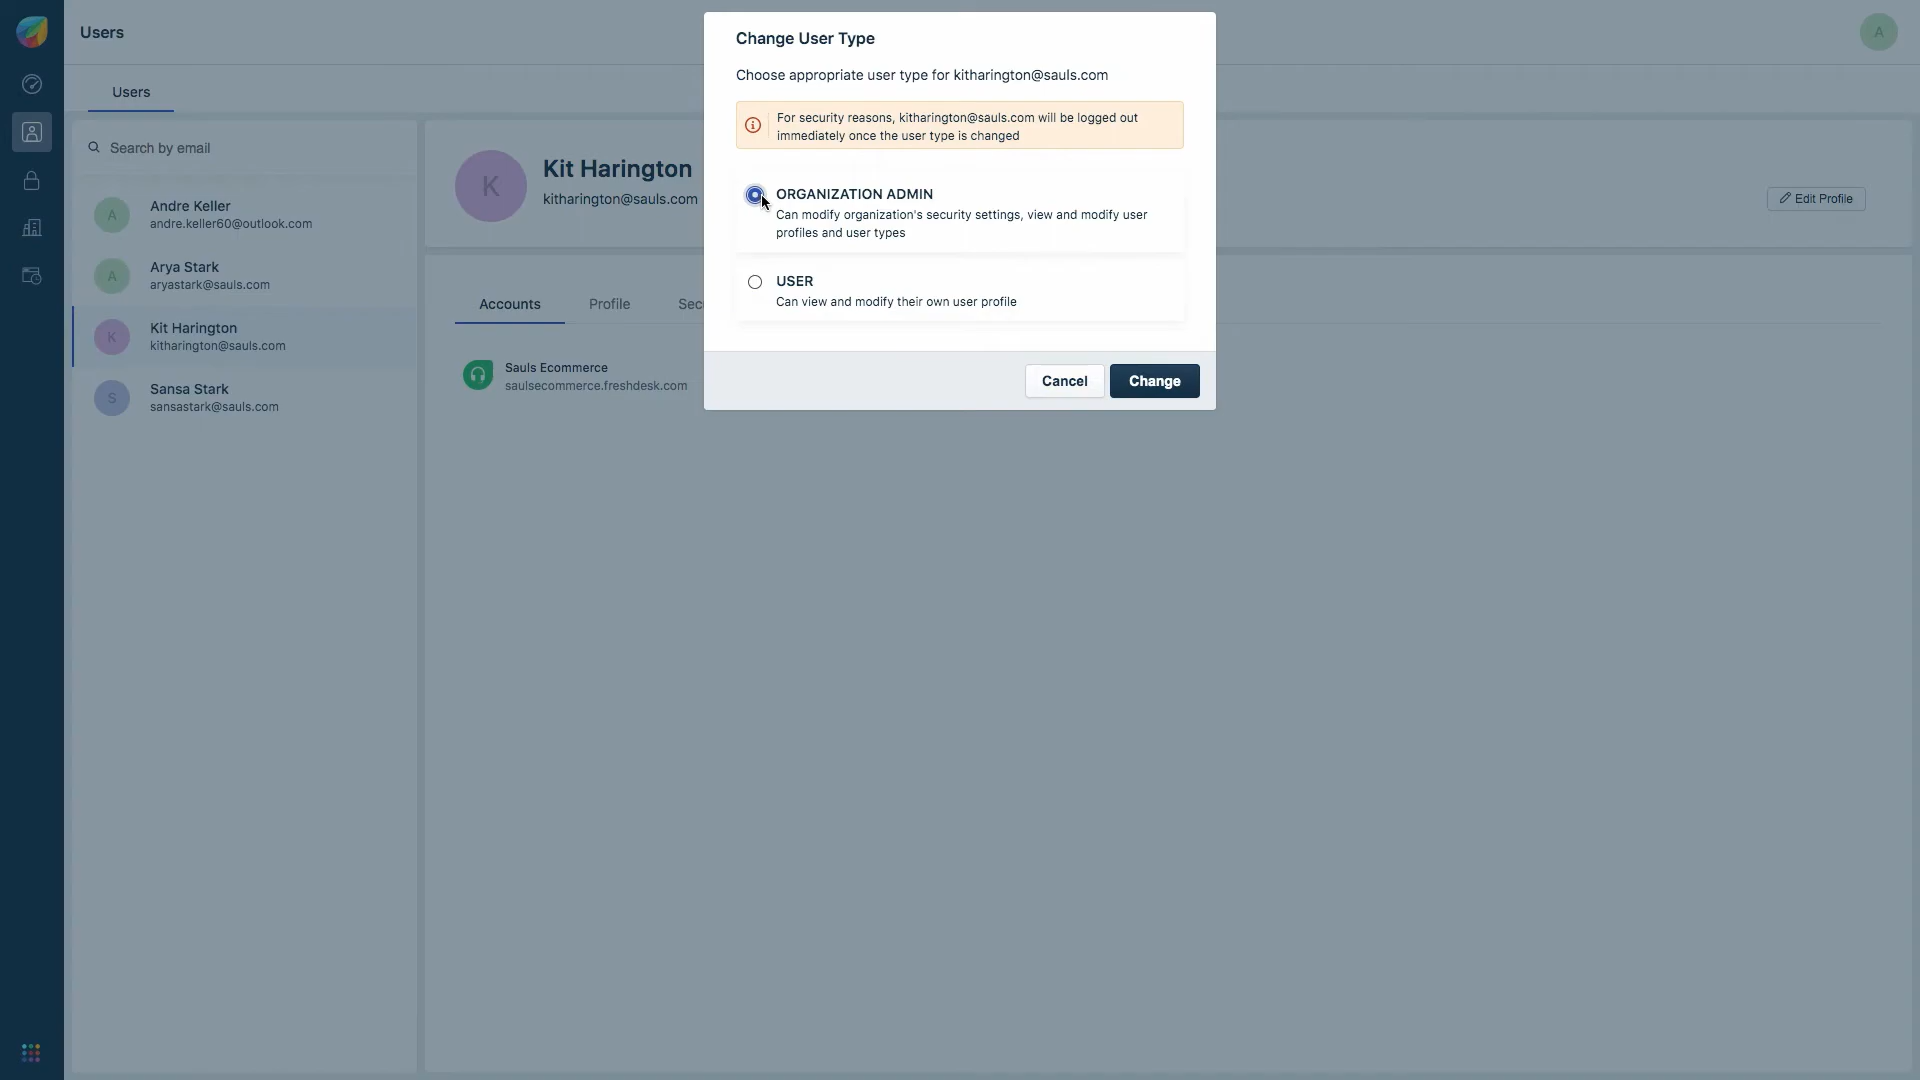 Users
A
Users
Search by email
A
Andre Keller
andre.keller60@outlook.com
A
Arya Stark
aryastark@sauls.com
K
Kit Harington
kitharington@sauls.com
S
Sansa Stark
sansastark@sauls.com
K
Kit Harington
kitharington@sauls.com
Edit Profile
Accounts
Profile
Sec
Sauls Ecommerce
saulsecommerce.freshdesk.com
Change User Type
Choose appropriate user type for kitharington@sauls.com
For security reasons, kitharington@sauls.com will be logged out
immediately once the user type is changed
ORGANIZATION ADMIN
Can modify organization's security settings, view and modify user
profiles and user types
USER
Can view and modify their own user profile
Cancel
Change